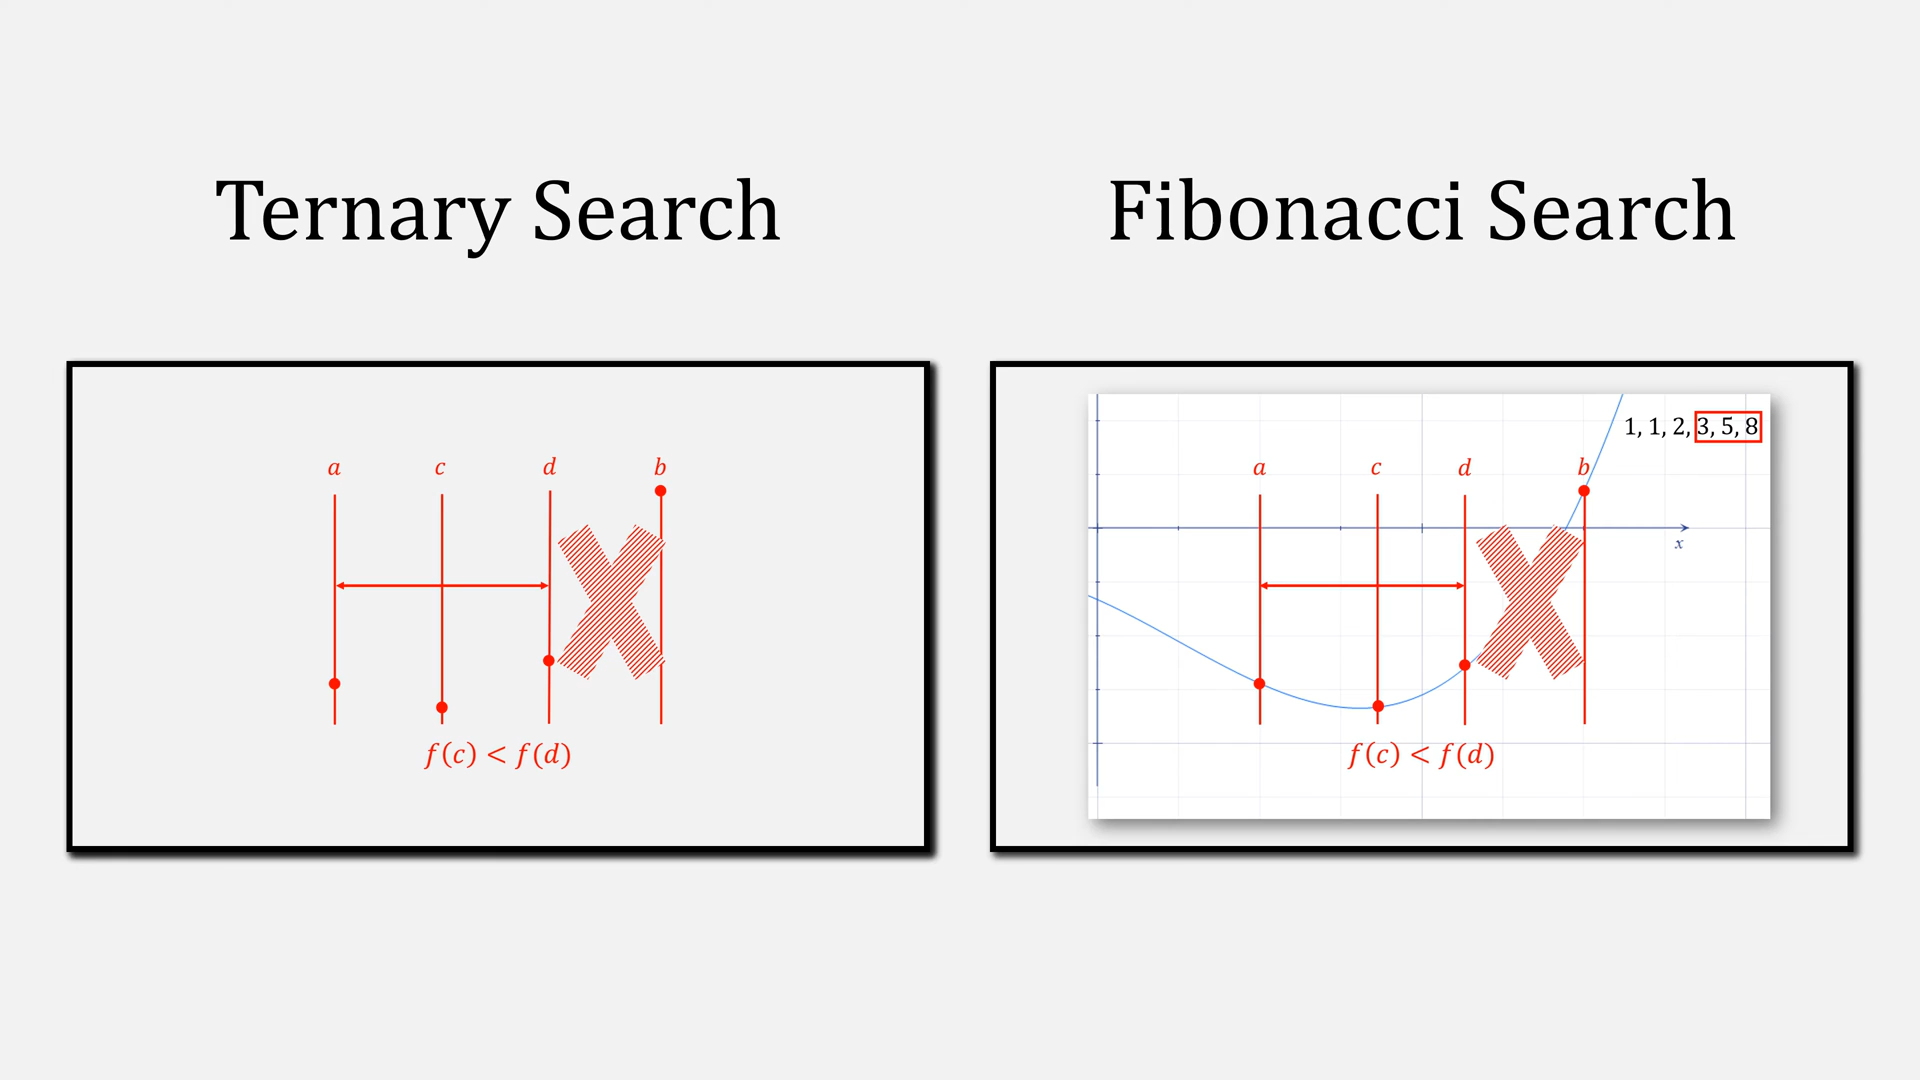 Ternary Search
a c d b
f(c) < f(d)
Fibonacci Search
1, 1, 2, 3, 5, 8
a c d b
x
f(c) < f(d)